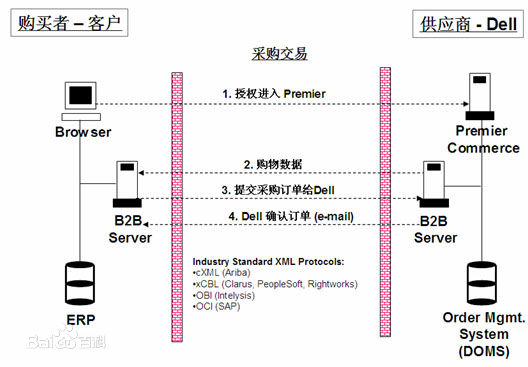 购买者 – 客户
供应商 - Dell
采购交易
1. 授权进入 Premier
Browser
Premier
Commerce
2. 购物数据
3. 提交采购订单给Dell
4. Dell 确认订单 (e-mail)
B2B
Server
B2B
Server
Industry Standard XML Protocols:
•cXML (Ariba)
•xCBL (Clarus, PeopleSoft, Rightworks)
•OBI (Intelysis)
•OCI (SAP)
ERP
Order Mgmt.
System
(DOMS)
Baidu百科